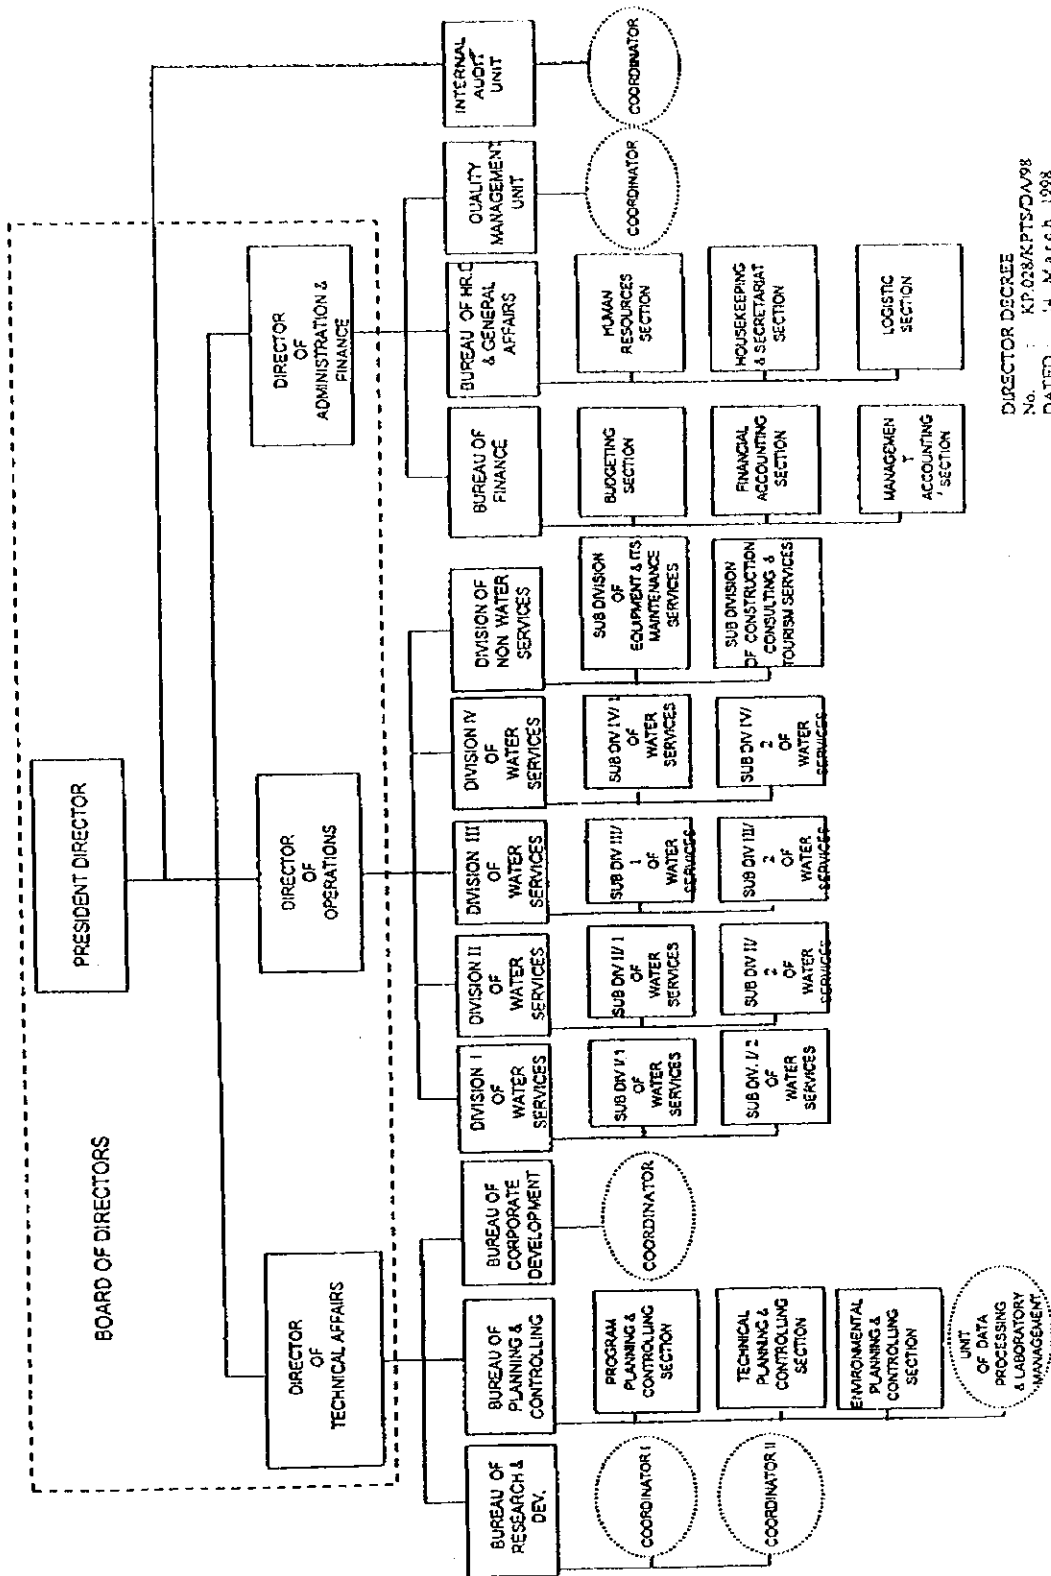 BOARD OF DIRECTORS
PRESIDENT DIRECTOR
DIRECTOR
OF
TECHNICAL AFFAIRS
DIRECTOR
OF
OPERATIONS
DIRECTOR
OF
ADMINISTRATION &
FINANCE
BUREAU OF
RESEARCH &
DEV.
BUREAU OF
PLANNING &
CONTROLLING
BUREAU OF
CORPORATE
DEVELOPMENT
DIVISION I
OF
WATER
SERVICES
DIVISION II
OF
WATER
SERVICES
DIVISION III
OF
WATER
SERVICES
DIVISION IV
OF
WATER
SERVICES
DIVISION OF
NON WATER
SERVICES
BUREAU OF
FINANCE
BUREAU OF HR.D
& GENERAL
AFFAIRS
QUALITY
MANAGEMENT
UNIT
INTERNAL
AUDIT
UNIT
COORDINATOR I
PROGRAM
PLANNING &
CONTROLLING
SECTION
COORDINATOR
SUB DIV I/1
OF
WATER
SERVICES
SUB DIV II/ 1
OF
WATER
SERVICES
SUB DIV III/
1
OF
WATER
SERVICES
SUB DIV IV/ 1
OF
WATER
SERVICES
SUB DIVISION
OF
EQUIPMENT & ITS
MAINTENANCE
SERVICES
BUDGETING
SECTION
HUMAN
RESOURCES
SECTION
COORDINATOR
COORDINATOR
COORDINATOR II
TECHNICAL
PLANNING &
CONTROLLING
SECTION
SUB DIV. I/ 2
OF
WATER
SERVICES
SUB DIV II/
2
OF
WATER
SERVICES
SUB DIV III/
2
OF
WATER
SERVICES
SUB DIV IV/
2
OF
WATER
SERVICES
SUB DIVISION
OF CONSTRUCTION
CONSULTING &
TOURISM SERVICES
FINANCIAL
ACCOUNTING
SECTION
HOUSEKEEPING
& SECRETARIAT
SECTION
ENVIRONMENTAL
PLANNING &
CONTROLLING
SECTION
MANAGEMEN
T
ACCOUNTING
SECTION
LOGISTIC
SECTION
UNIT
OF DATA
PROCESSING
& LABORATORY
MANAGEMENT
DIRECTOR DECREE
No. : KP.028/KPTS/DA/98
DATED : March 1998